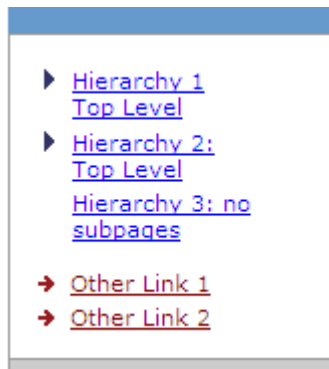 Hierarchy 1
Top Level
Hierarchy 2:
Top Level
Hierarchy 3: no
subpages
Other Link 1
Other Link 2